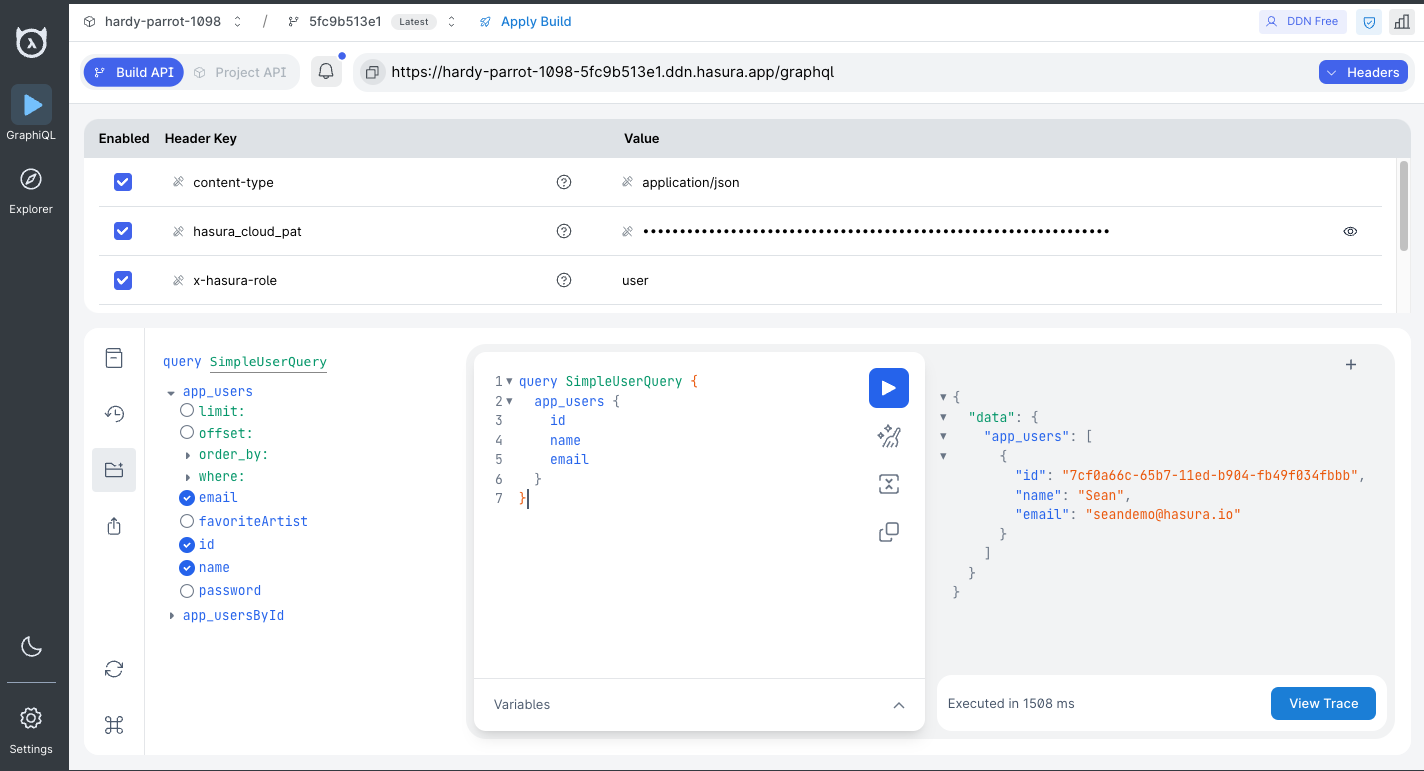 hardy-parrot-1098 / 5fc9b513e1 Latest Apply Build DDN Free
Build API Project API https://hardy-parrot-1098-5fc9b513e1.ddn.hasura.app/graphql Headers
GraphiQL
Explorer
Settings
Enabled Header Key Value
content-type application/json
hasura_cloud_pat ••••••••••••••••••••••••••••••••••••••••••••••••••••••••••••••••
x-hasura-role user
query SimpleUserQuery
app_users
limit:
offset:
order_by:
where:
email
favoriteArtist
id
name
password
app_usersById
1 query SimpleUserQuery {
2 app_users {
3 id
4 name
5 email
6 }
7 }
Variables
{
"data": {
"app_users": [
{
"id": "7cf0a66c-65b7-11ed-b904-fb49f034fbbb",
"name": "Sean",
"email": "seandemo@hasura.io"
}
]
}
}
Executed in 1508 ms View Trace